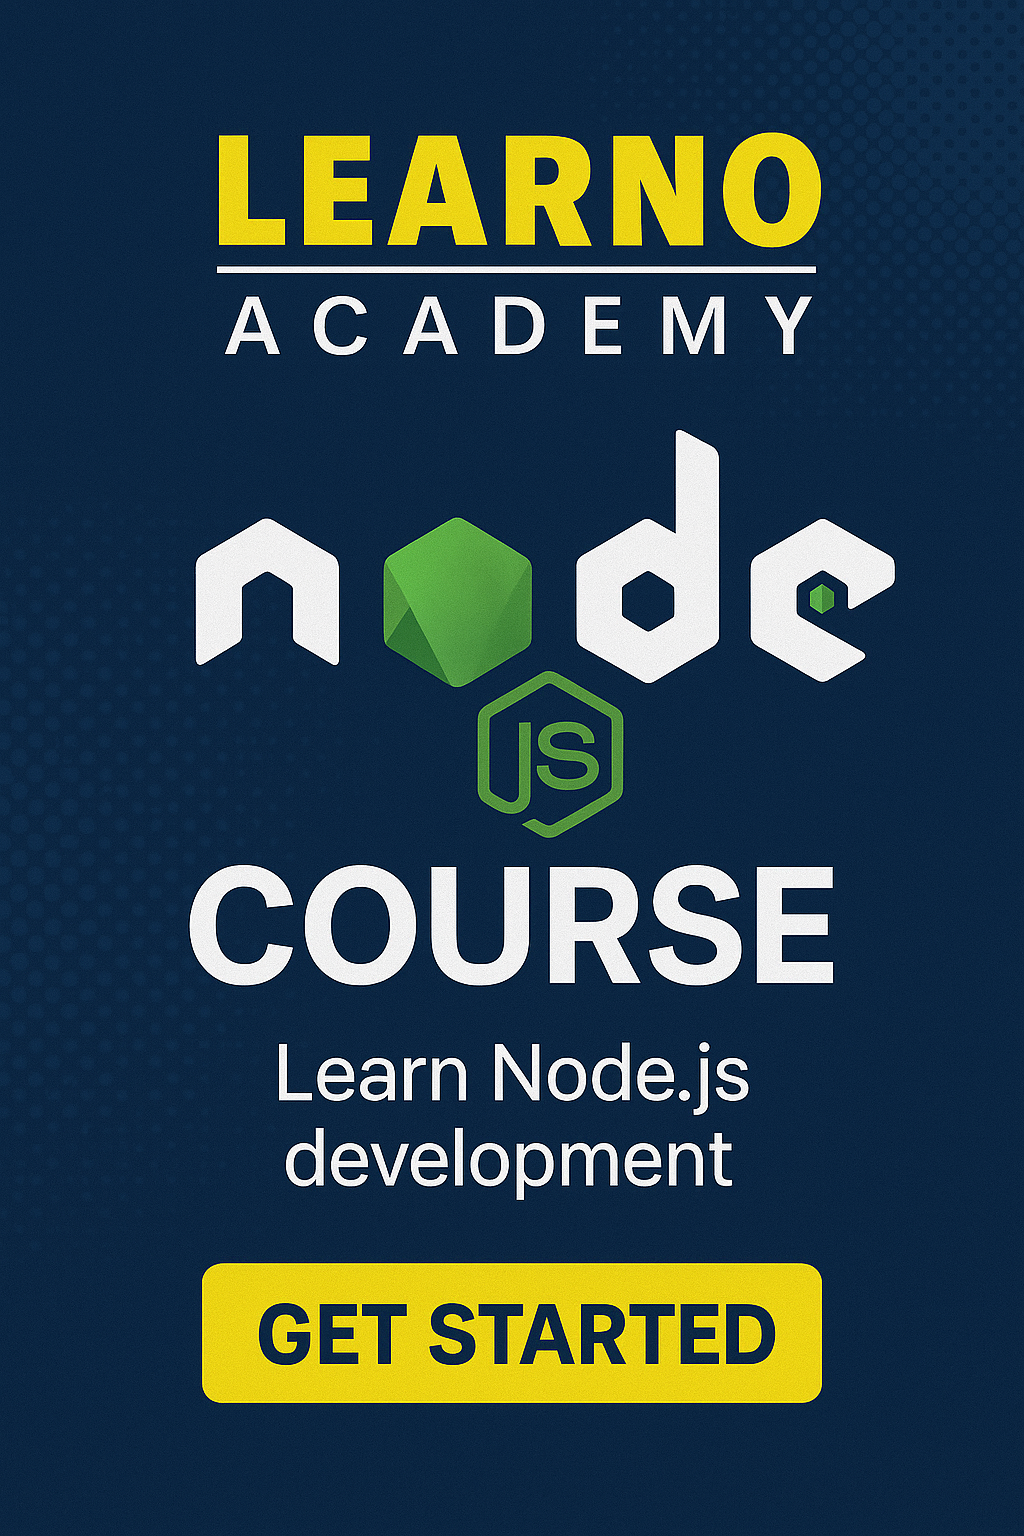 LEARNO
ACADEMY
node
JS
COURSE
Learn Node.js
development
GET STARTED